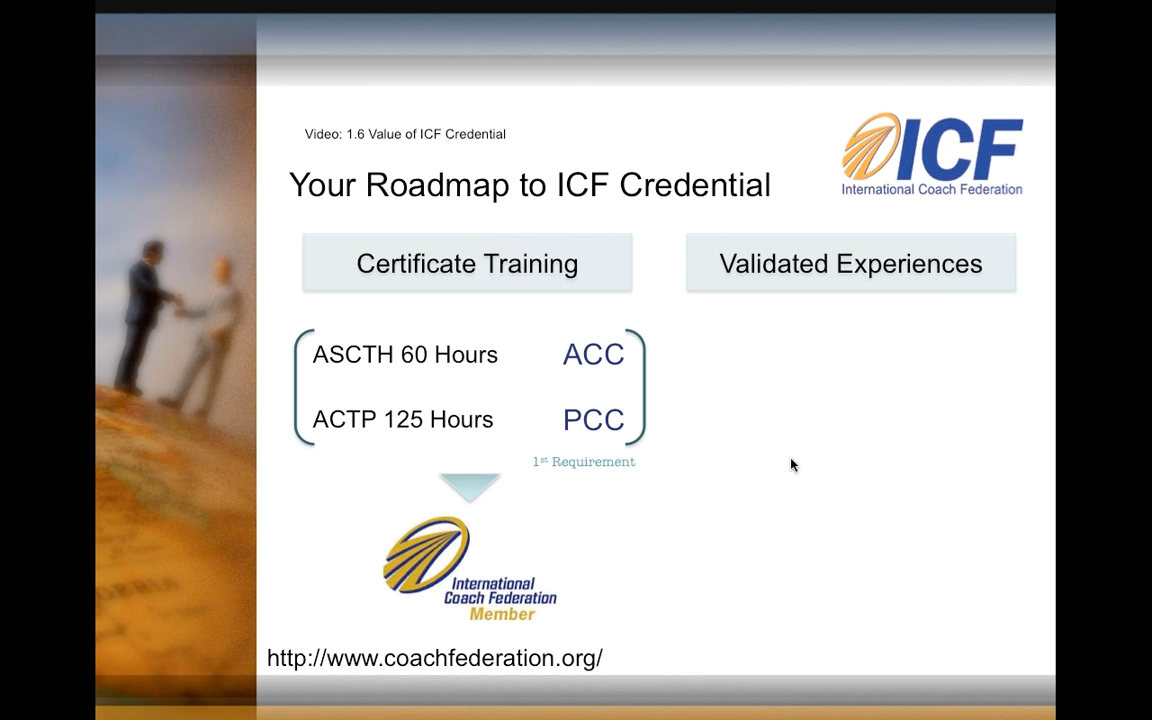 Video: 1.6 Value of ICF Credential
ICF
International Coach Federation
Your Roadmap to ICF Credential
Certificate Training
Validated Experiences
ASCTH 60 Hours ACC
ACTP 125 Hours PCC
1st Requirement
International
Coach Federation
Member
http://www.coachfederation.org/